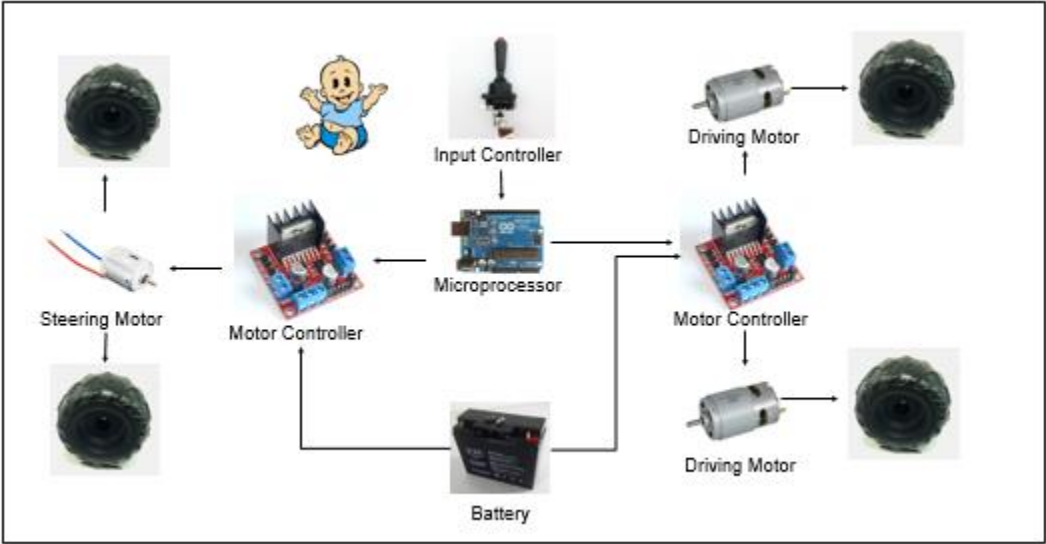 Input Controller
Driving Motor
Microprocessor
Steering Motor
Motor Controller
Motor Controller
Driving Motor
Battery